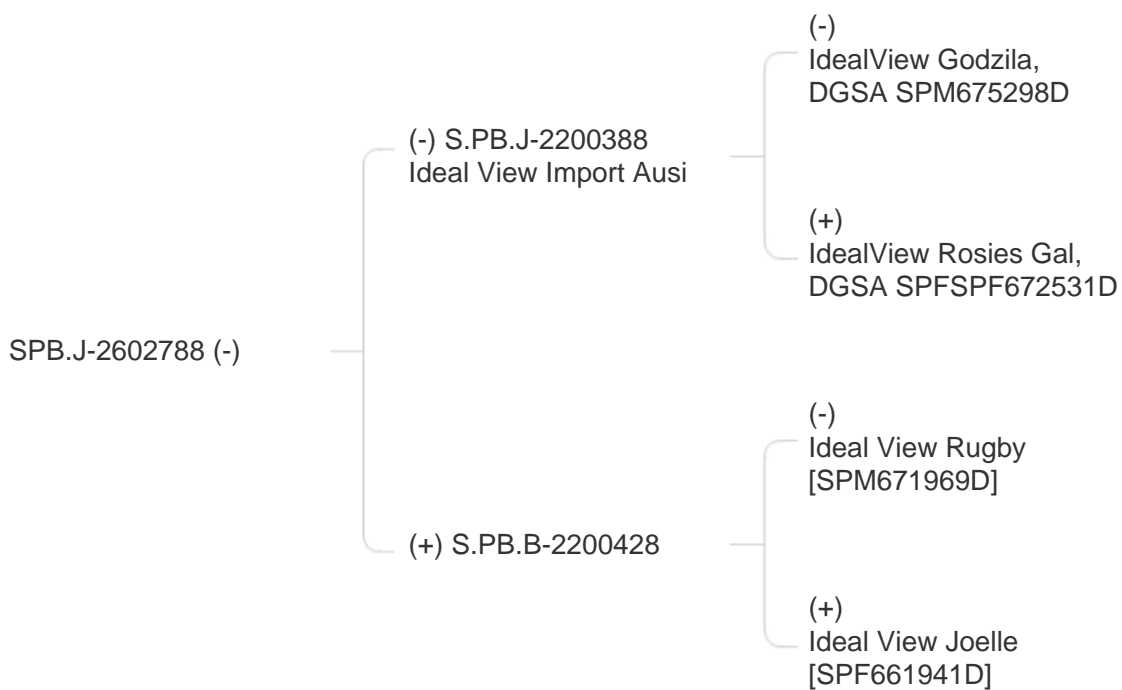 (-)
IdealView Godzila,
DGSA SPM675298D
(-) S.PB.J-2200388
Ideal View Import Ausi
(+)
IdealView Rosies Gal,
DGSA SPFSPF672531D
SPB.J-2602788 (-)
(-)
Ideal View Rugby
[SPM671969D]
(+) S.PB.B-2200428
(+)
Ideal View Joelle
[SPF661941D]